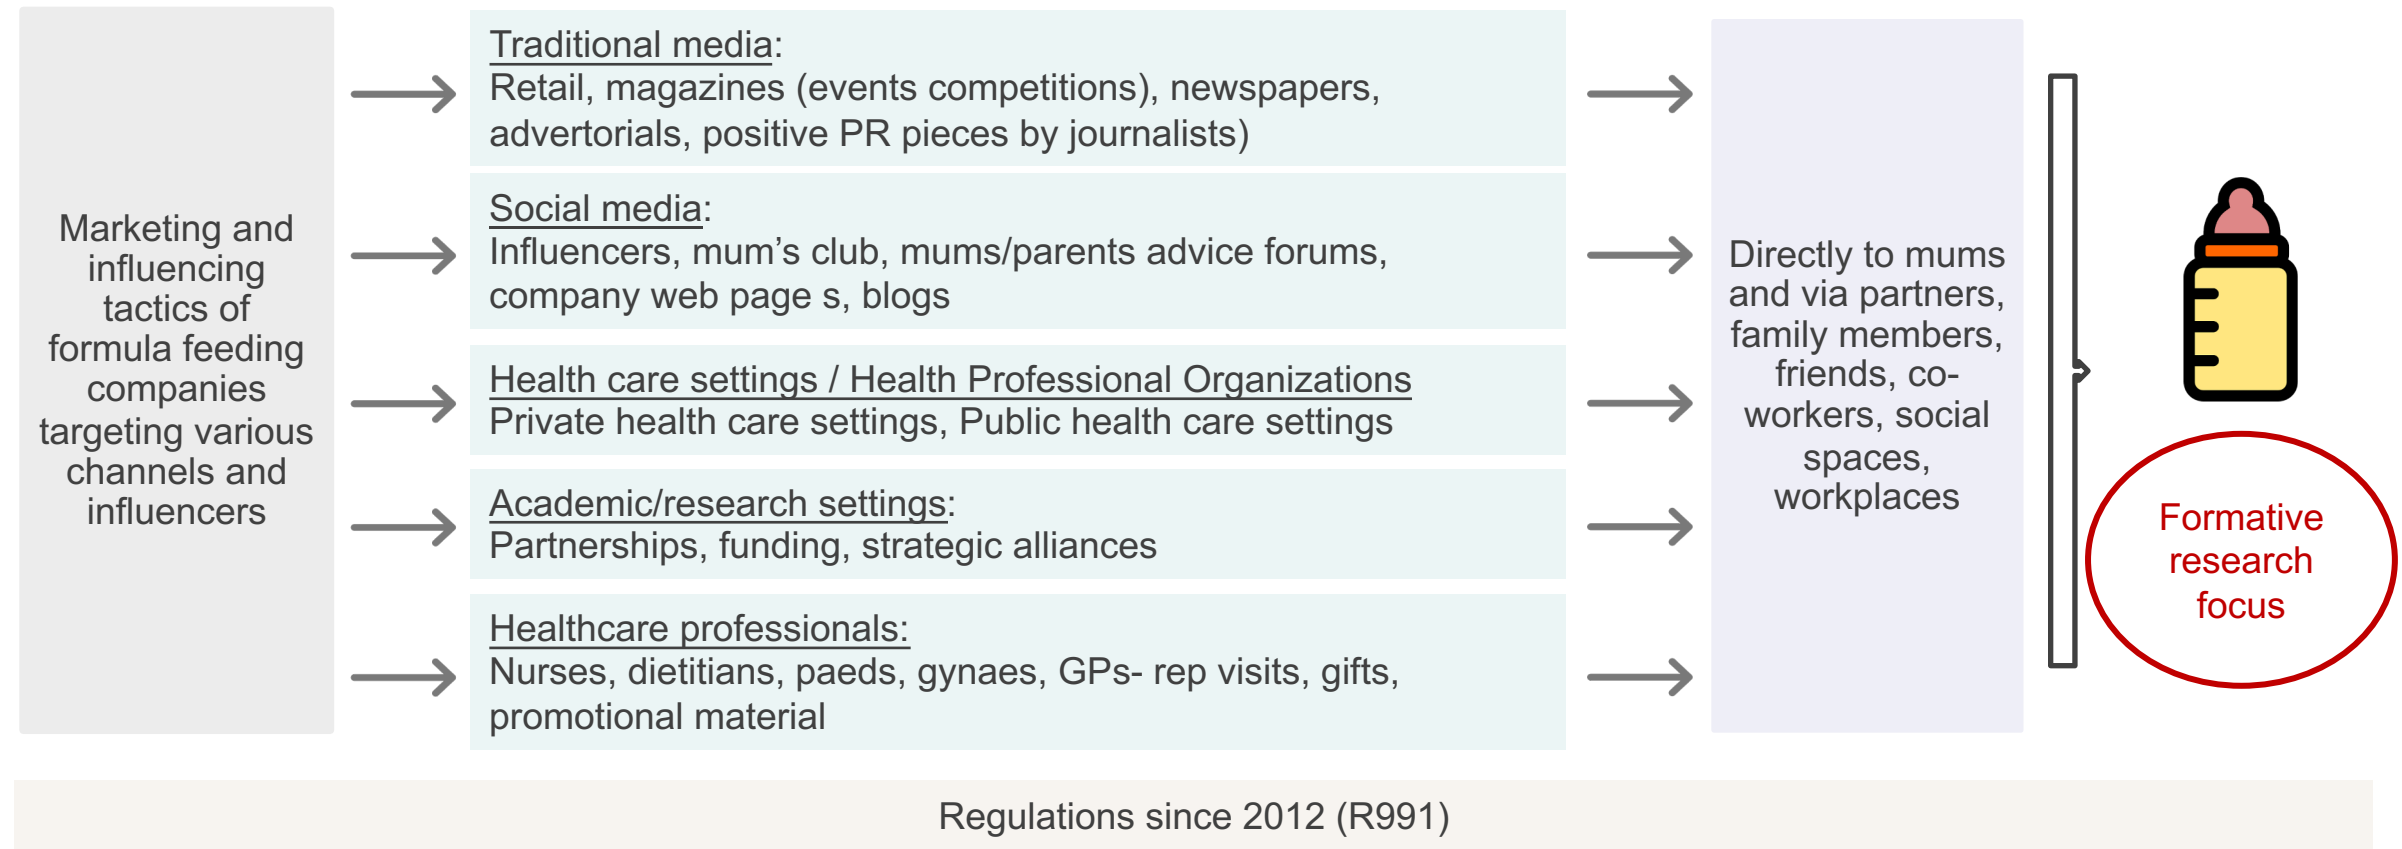 Marketing and
influencing
tactics of
formula feeding
companies
targeting various
channels and
influencers
Traditional media:
Retail, magazines (events competitions), newspapers,
advertorials, positive PR pieces by journalists)
Social media:
Influencers, mum’s club, mums/parents advice forums,
company web page s, blogs
Health care settings / Health Professional Organizations
Private health care settings, Public health care settings
Academic/research settings:
Partnerships, funding, strategic alliances
Healthcare professionals:
Nurses, dietitians, paeds, gynaes, GPs- rep visits, gifts,
promotional material
Directly to mums
and via partners,
family members,
friends, co-
workers, social
spaces,
workplaces
Formative
research
focus
Regulations since 2012 (R991)